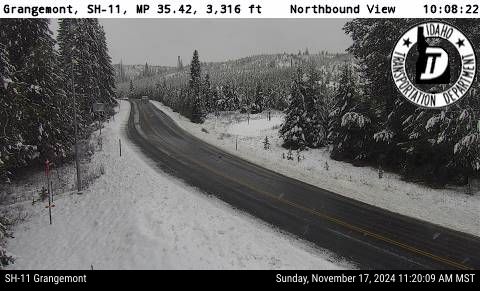 Grangemont, SH-11, MP 35.42, 3,316 ft Northbound View 10:08:22
IDAHO
TRANSPORTATION DEPARTMENT
SH-11 Grangemont Sunday, November 17, 2024 11:20:09 AM MST